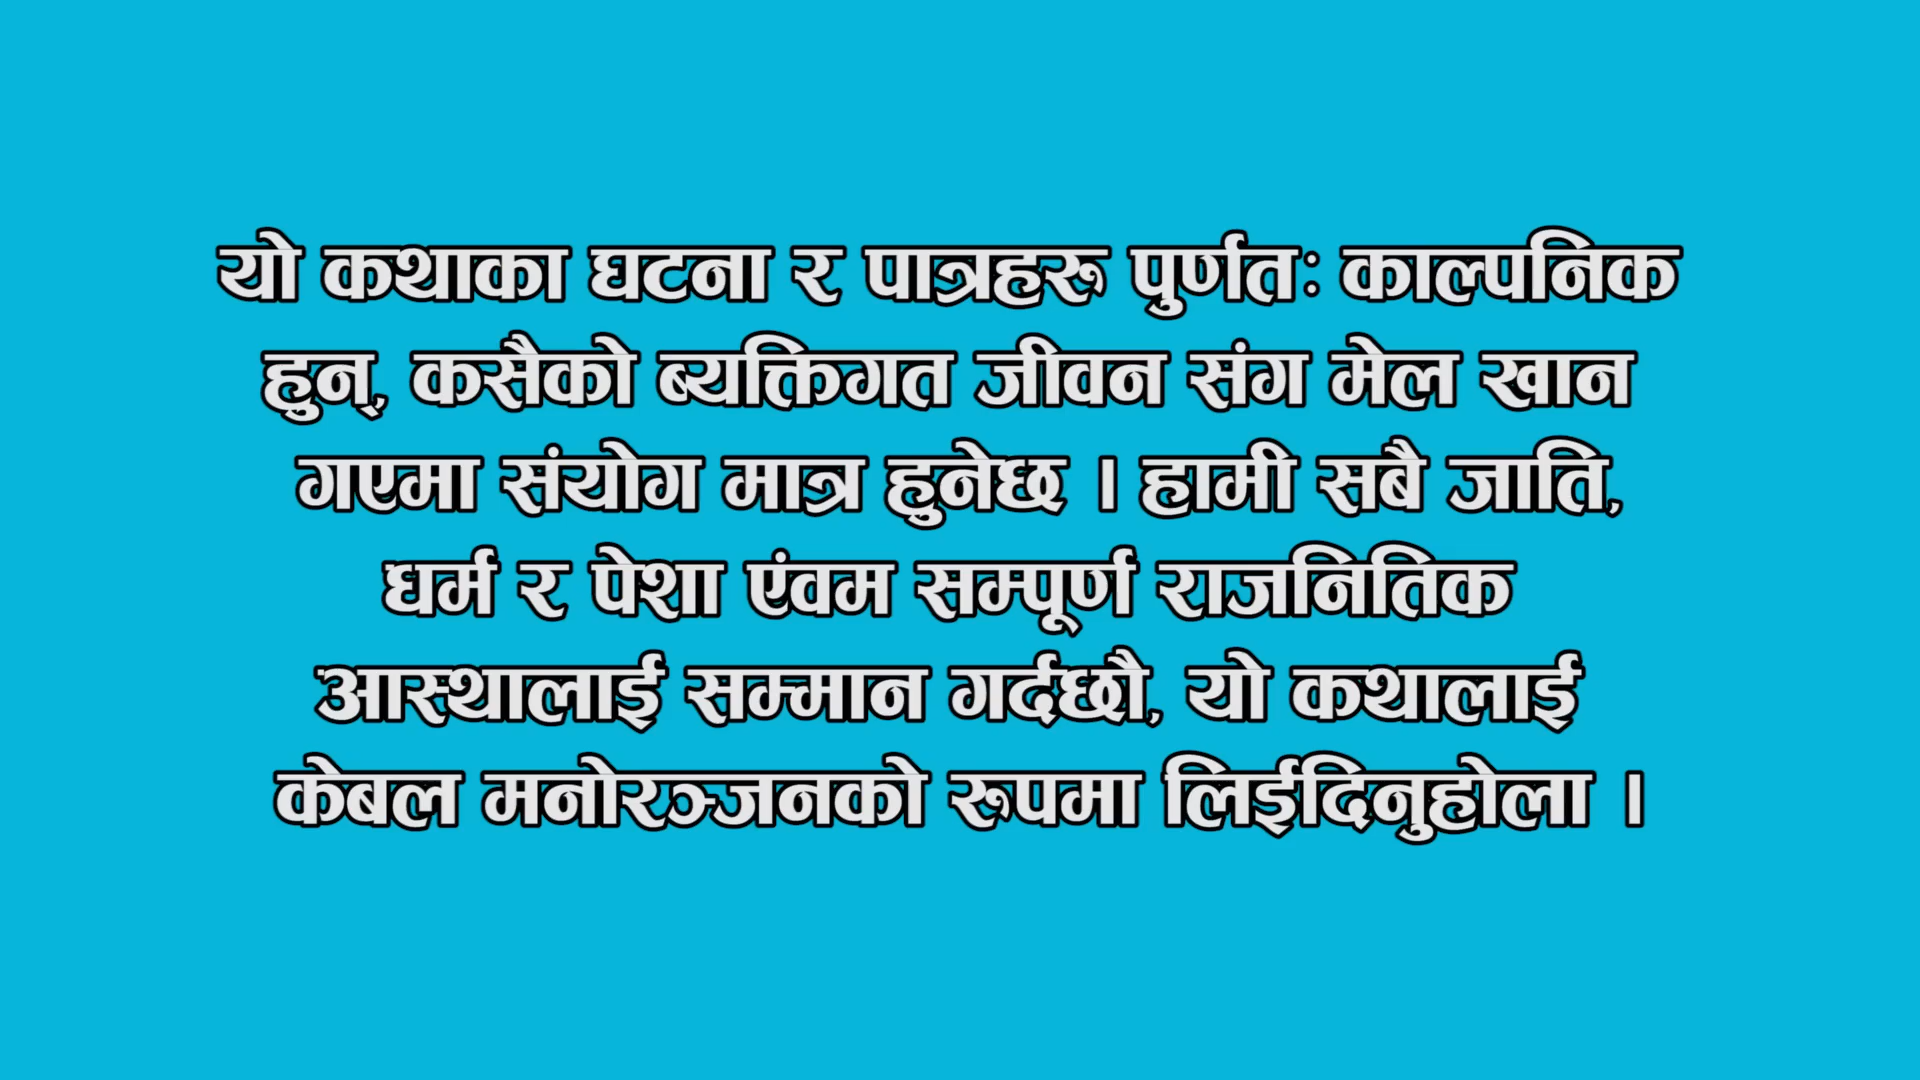 यो कथाका घटना र पात्रहरु पुर्णतः काल्पनिक
हुन्, कसैको ब्यक्तिगत जीवन संग मेल खान
गएमा संयोग मात्र हुनेछ । हामी सबै जाति,
धर्म र पेशा एंवम सम्पूर्ण राजनितिक
आस्थालाई सम्मान गर्दछौ, यो कथालाई
केबल मनोरञ्जनको रुपमा लिईदिनुहोला ।